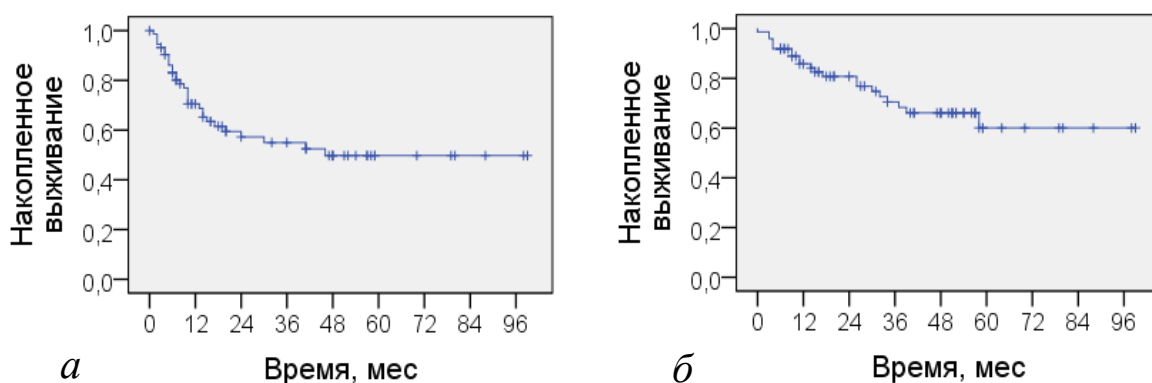 1,0
0,8
0,6
0,4
0,2
0,0
Накопленное
выживание
0 12 24 36 48 60 72 84 96
Время, мес
а
1,0
0,8
0,6
0,4
0,2
0,0
Накопленное
выживание
0 12 24 36 48 60 72 84 96
Время, мес
б